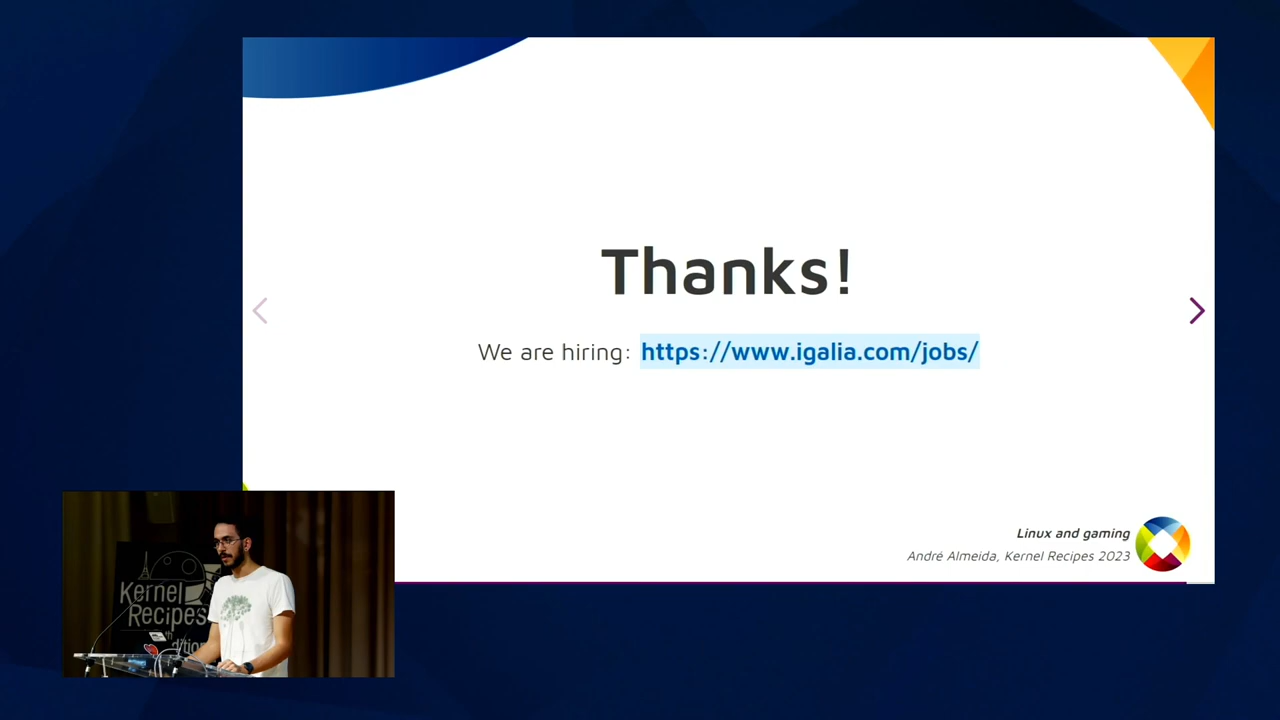 Thanks!
We are hiring: https://www.igalia.com/jobs/
Linux and gaming
André Almeida, Kernel Recipes 2023
Kernel
Recipes